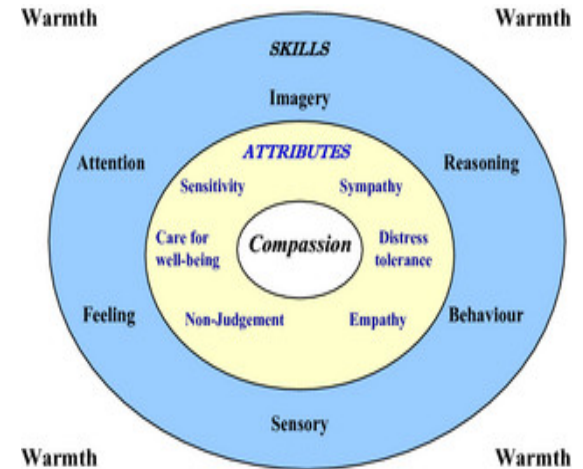 Warmth Warmth
SKILLS
Imagery
Attention Reasoning
ATTRIBUTES
Sensitivity Sympathy
Care for
well-being
Compassion
Distress
tolerance
Feeling Behaviour
Non-Judgement Empathy
Sensory
Warmth Warmth